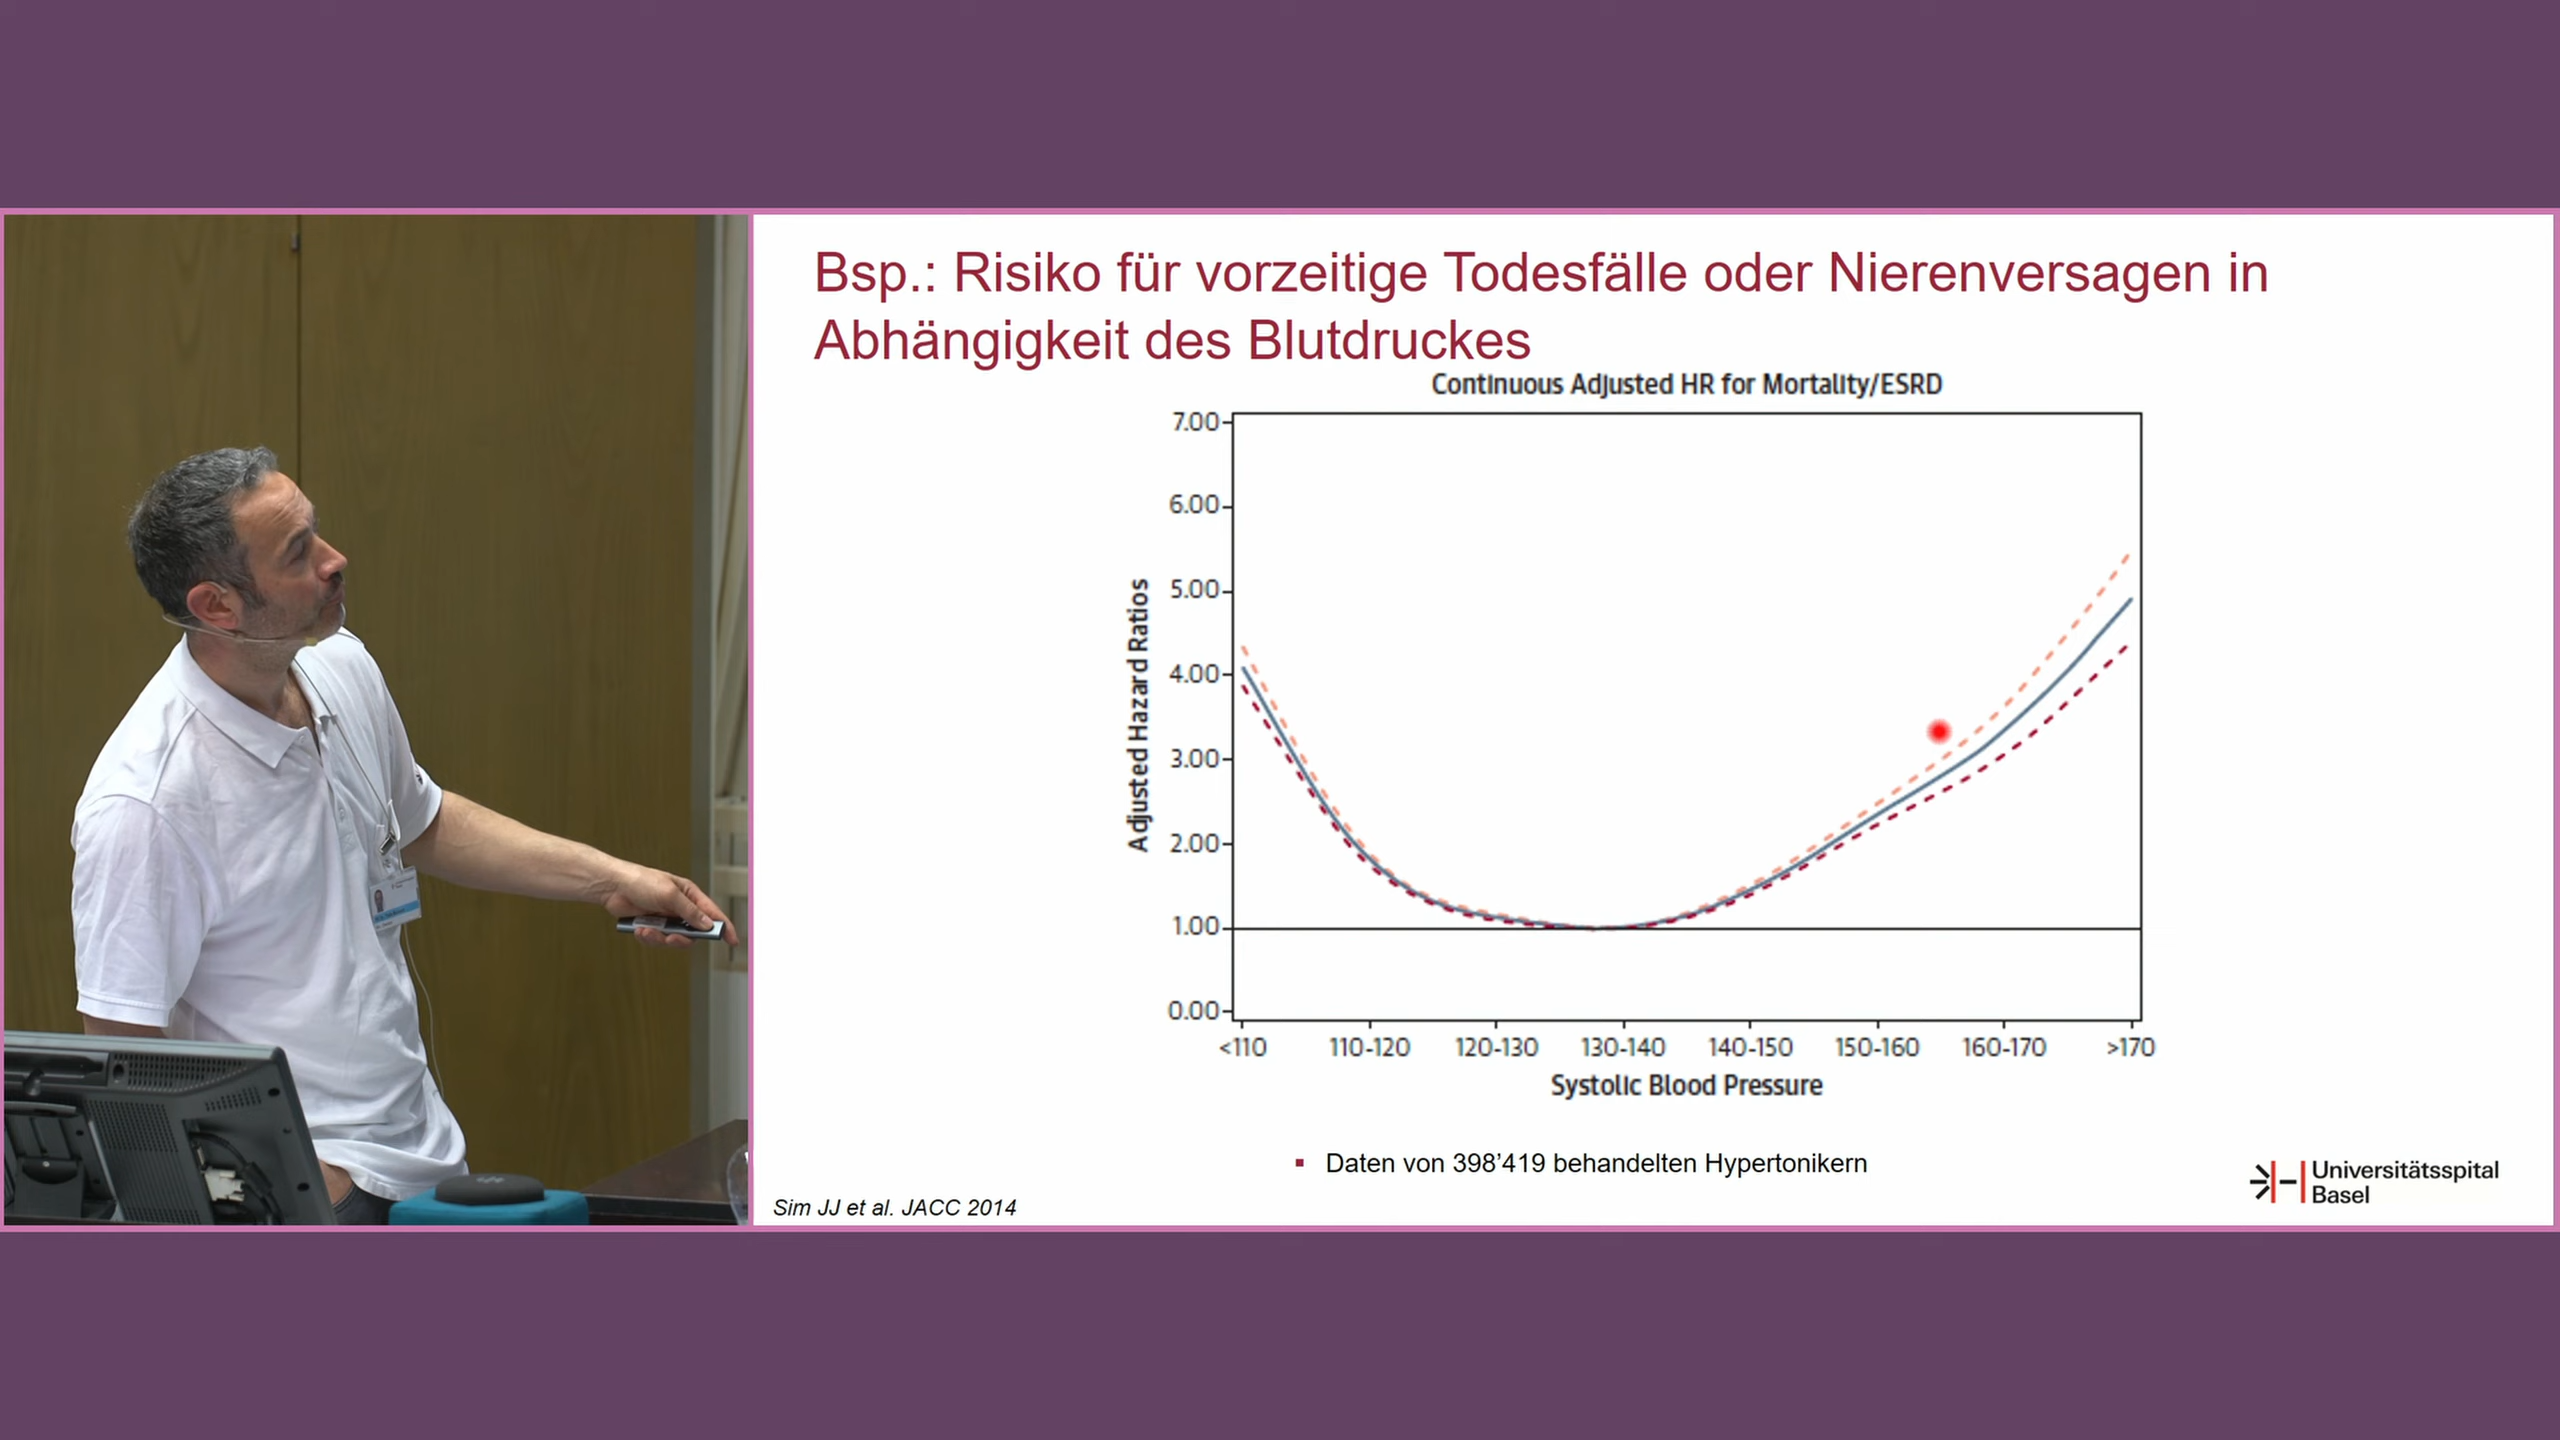 Bsp.: Risiko für vorzeitige Todesfälle oder Nierenversagen in
Abhängigkeit des Blutdruckes
Continuous Adjusted HR for Mortality/ESRD
Adjusted Hazard Ratios
7.00
6.00
5.00
4.00
3.00
2.00
1.00
0.00
<110 110-120 120-130 130-140 140-150 150-160 160-170 >170
Systolic Blood Pressure
▪ Daten von 398’419 behandelten Hypertonikern
Sim JJ et al. JACC 2014
Universitätsspital
Basel